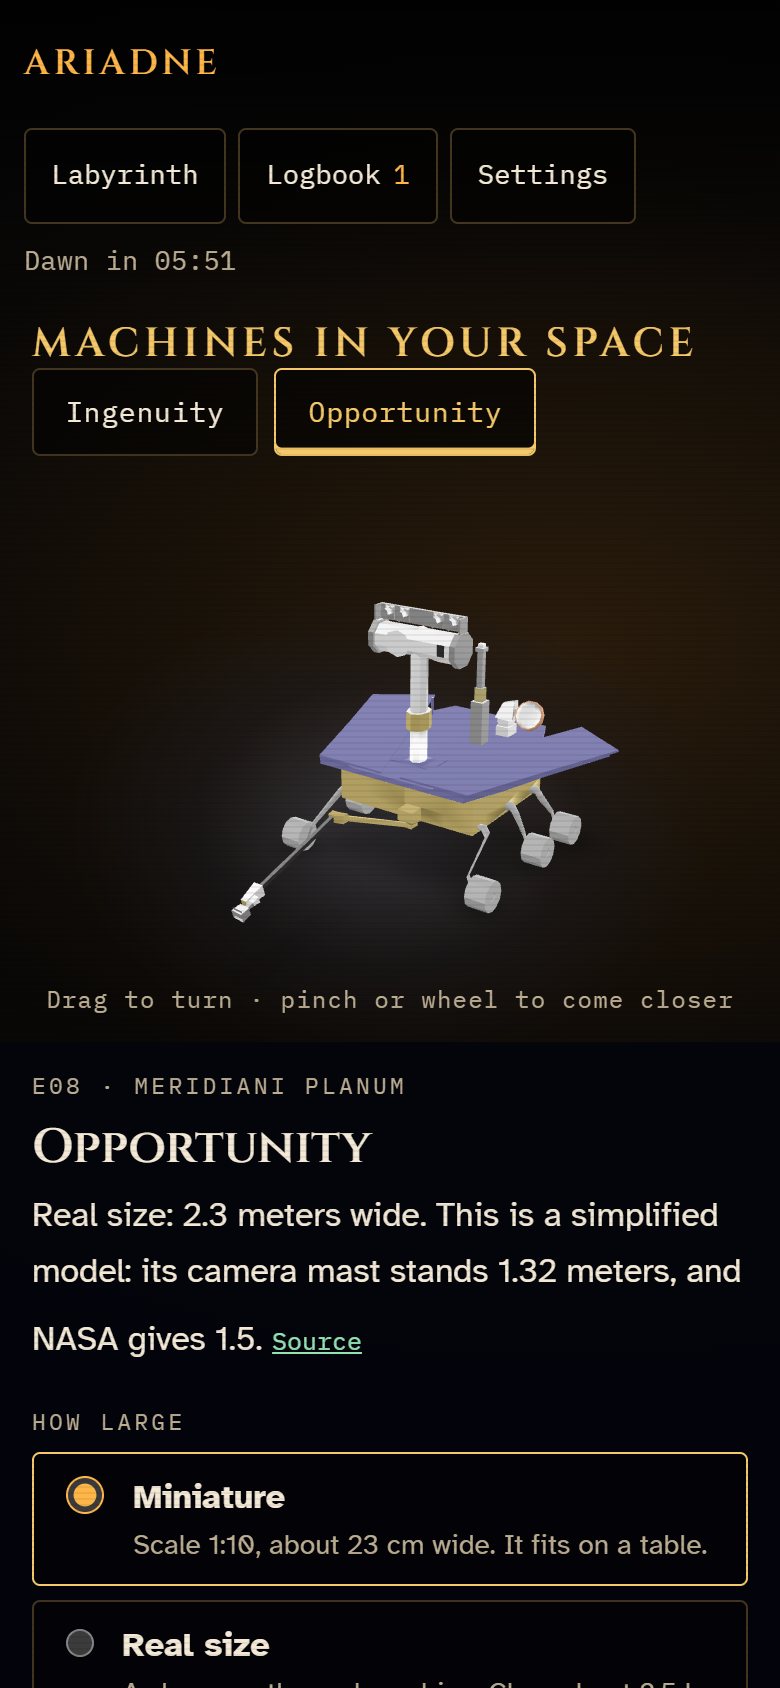 ARIADNE
Labyrinth
Logbook 1
Settings
Dawn in 05:51
MACHINES IN YOUR SPACE
Ingenuity
Opportunity
Drag to turn · pinch or wheel to come closer
E08 · MERIDIANI PLANUM
Opportunity
Real size: 2.3 meters wide. This is a simplified
model: its camera mast stands 1.32 meters, and
NASA gives 1.5. Source
HOW LARGE
Miniature
Scale 1:10, about 23 cm wide. It fits on a table.
Real size